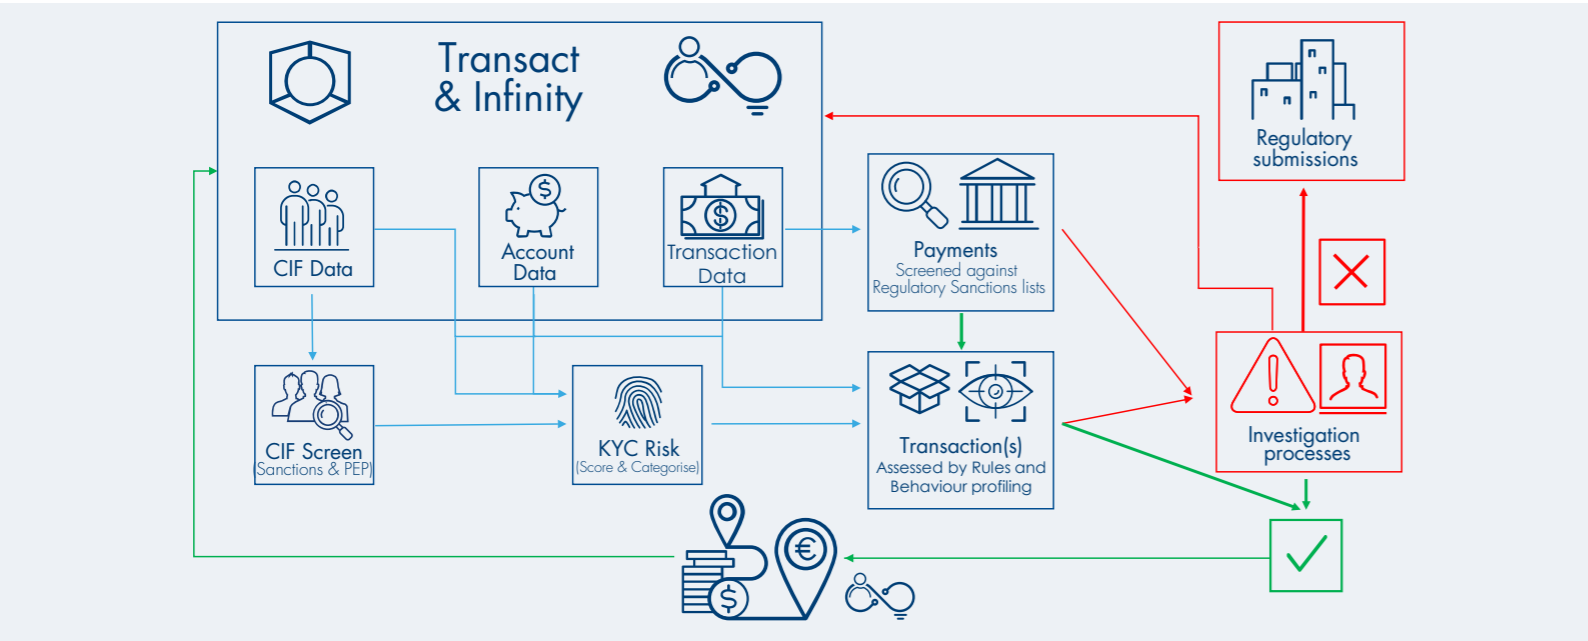 Transact
& Infinity
Regulatory
submissions
CIF Data
Account
Data
Transaction
Data
Payments
Screened against
Regulatory Sanctions lists
CIF Screen
(Sanctions & PEP)
KYC Risk
(Score & Categorise)
Transaction(s)
Assessed by Rules and
Behaviour profiling
Investigation
processes